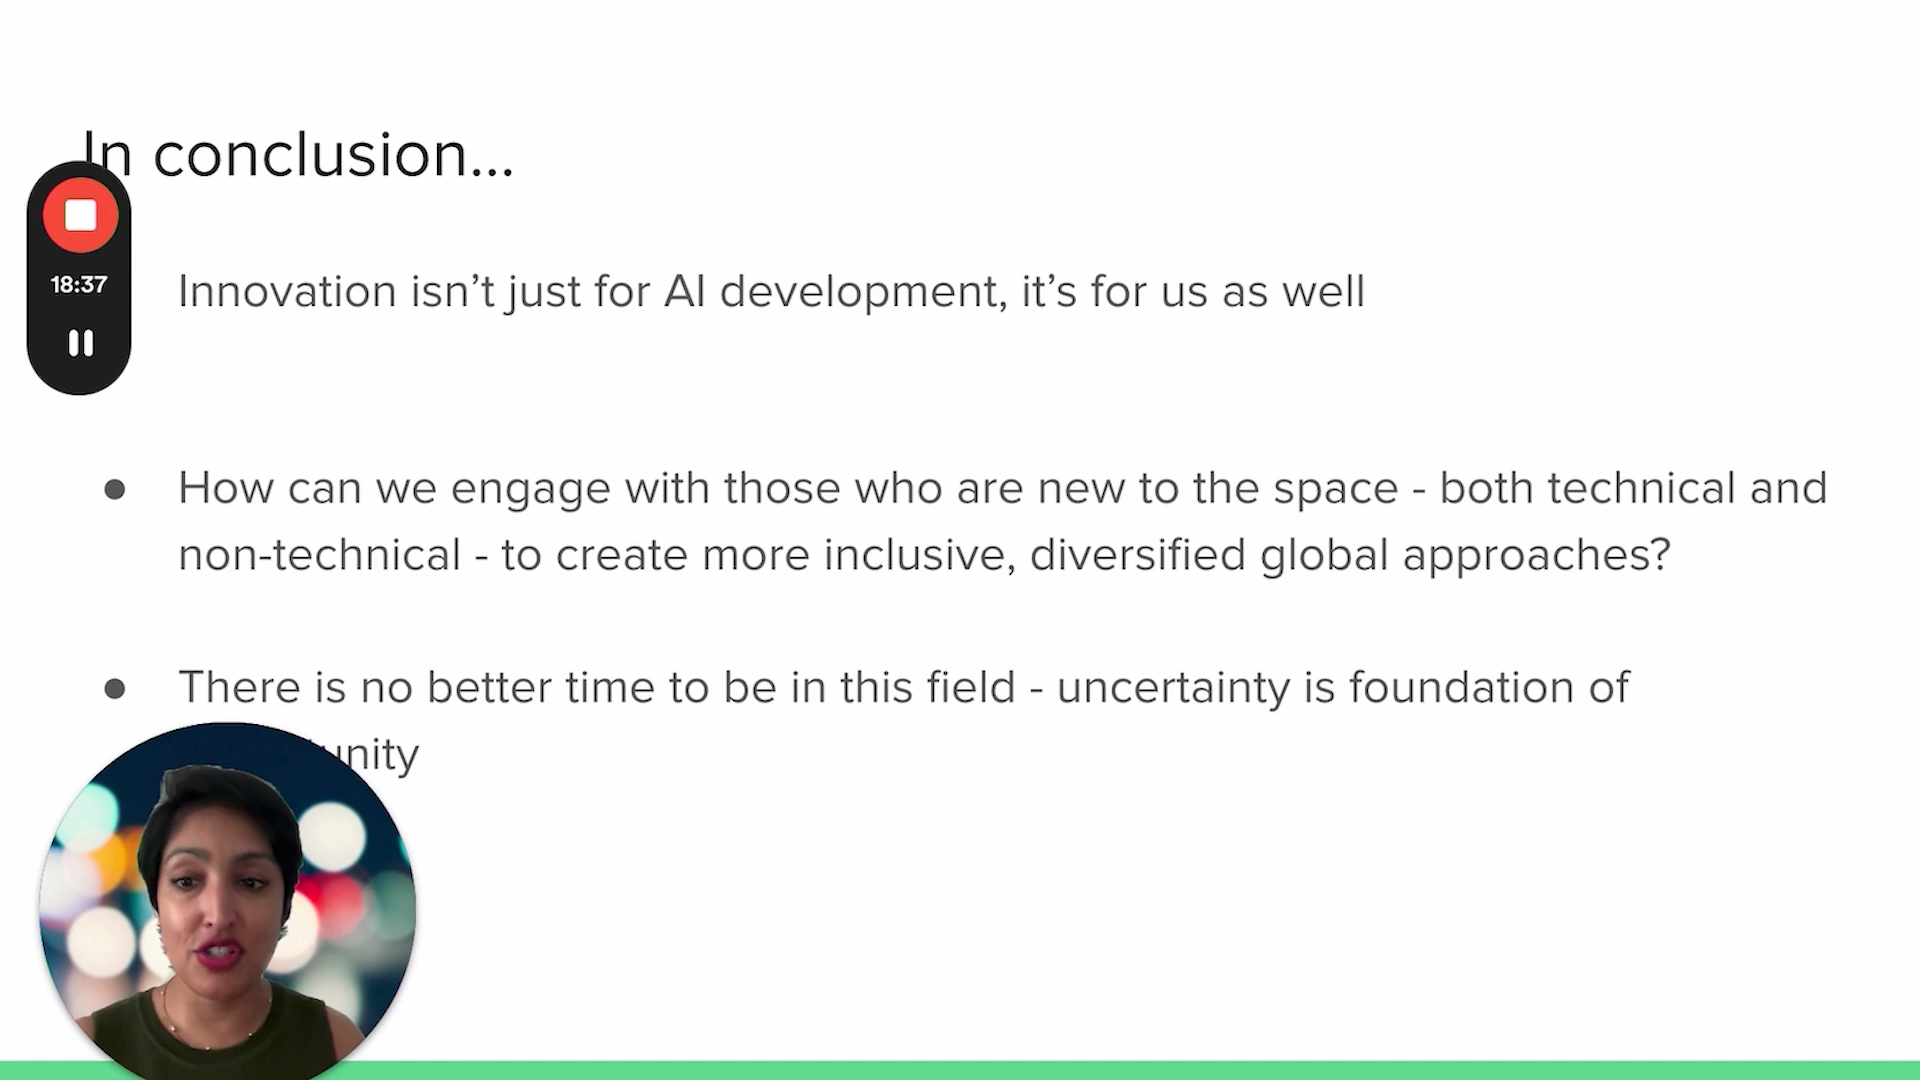 In conclusion...
18:37
Innovation isn’t just for AI development, it’s for us as well
How can we engage with those who are new to the space - both technical and
non-technical - to create more inclusive, diversified global approaches?
There is no better time to be in this field - uncertainty is foundation of